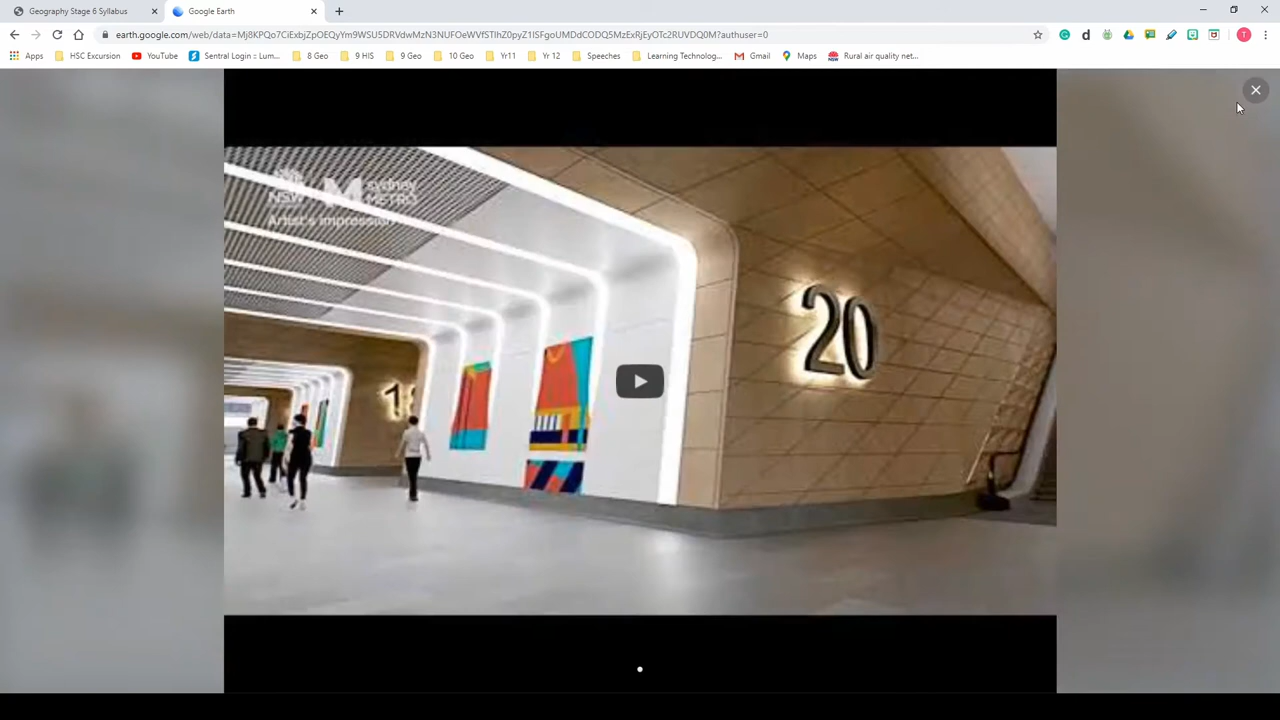 Geography Stage 6 Syllabus
Google Earth
earth.google.com/web/data=Mj8KPQo7CiExbjZpOEQyYm9WSU5DRVdwMzN3NUFOeWVfSTlhZ0pyZ1lSFgoUMDdCODQ5MzExRjEyOTc2RUVDQ0M?authuser=0
Apps HSC Excursion YouTube Sentral Login :: Lum... 8 Geo 9 HIS 9 Geo 10 Geo Yr11 Yr 12 Speeches Learning Technolog... Gmail Maps Rural air quality net...
NSW
M sydney
METRO
Artist's impression
20